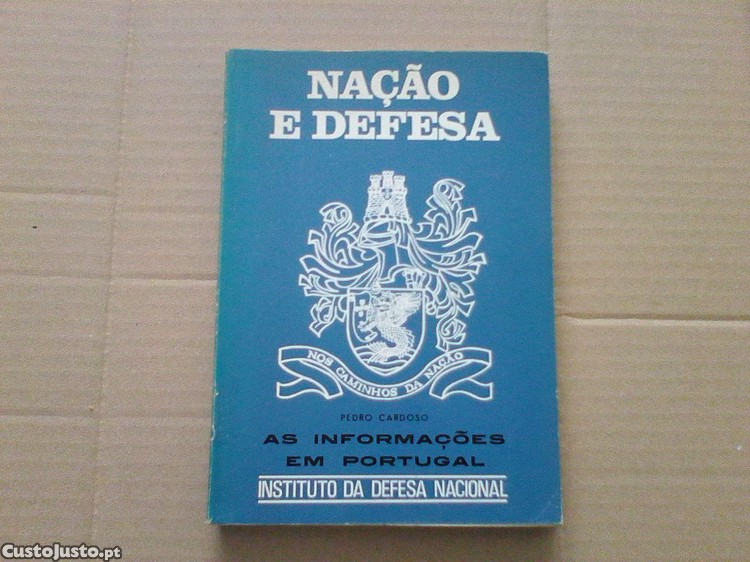 NAÇÃO
E DEFESA
NOS CAMINHOS DA NAÇÃO
PEDRO CARDOSO
AS INFORMAÇÕES
EM PORTUGAL
INSTITUTO DA DEFESA NACIONAL
CustoJusto.pt